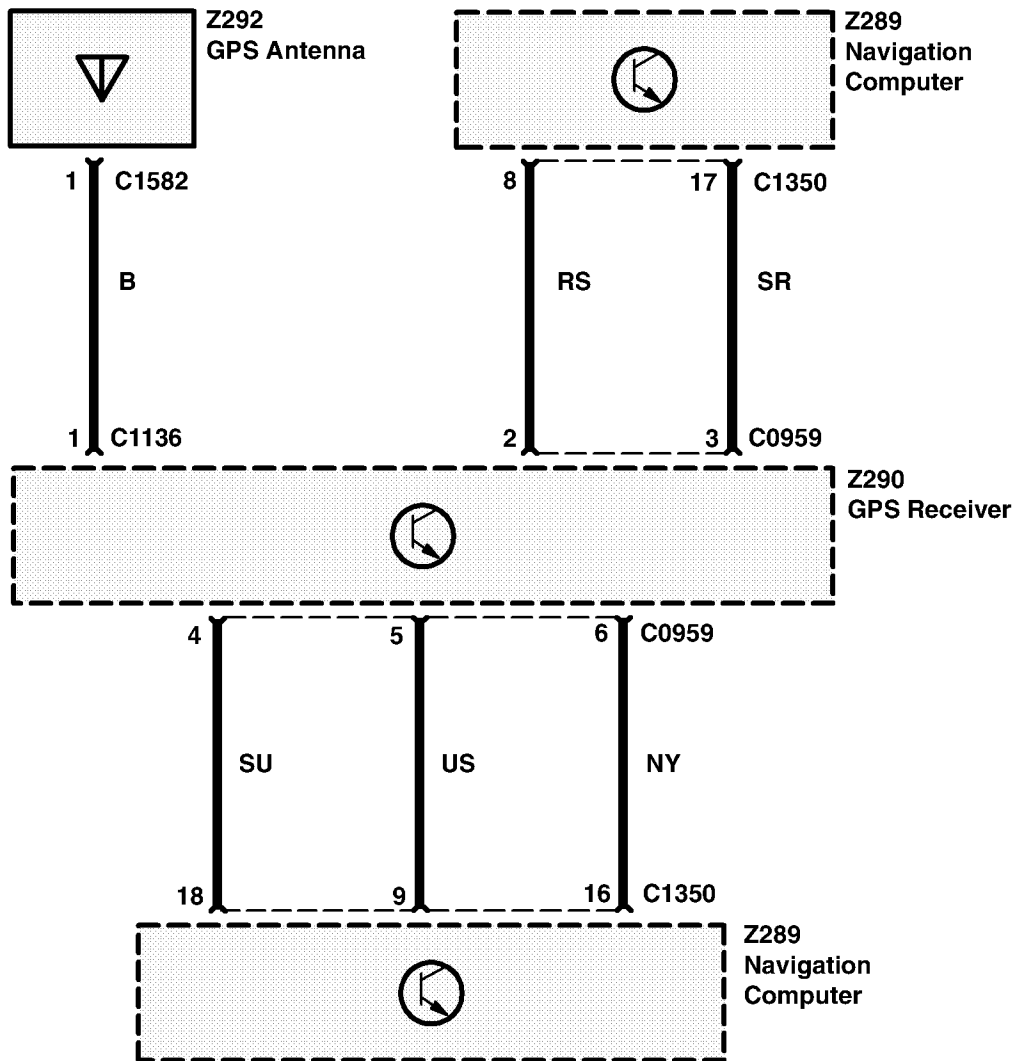 Z292
GPS Antenna
Z289
Navigation
Computer
1 C1582
8 17 C1350
B RS SR
1 C1136
2 3 C0959
Z290
GPS Receiver
4 5 6 C0959
SU US NY
18 9 16 C1350
Z289
Navigation
Computer